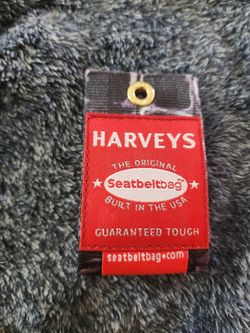 HARVEYS
THE ORIGINAL
Seatbeltbag
BUILT IN THE USA
GUARANTEED TOUGH
seatbeltbag.com